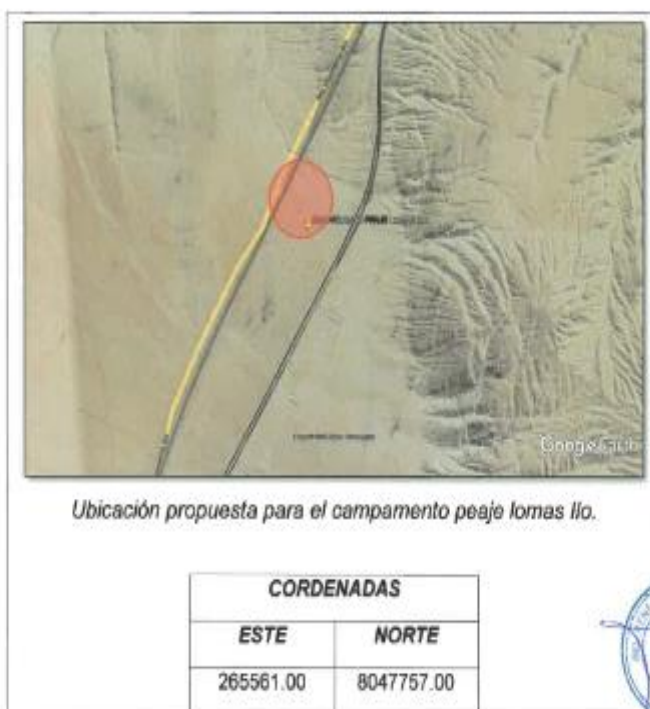 Google Earth
Ubicación propuesta para el campamento peaje lomas Ilo.
CORDENADAS
ESTE NORTE
265561.00 8047757.00